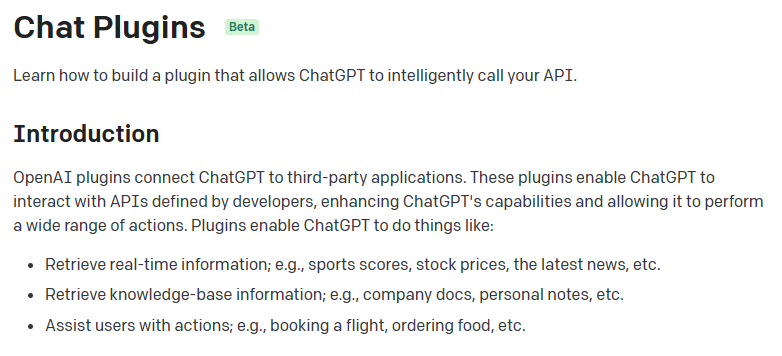 Chat Plugins Beta
Learn how to build a plugin that allows ChatGPT to intelligently call your API.
Introduction
OpenAI plugins connect ChatGPT to third-party applications. These plugins enable ChatGPT to
interact with APIs defined by developers, enhancing ChatGPT's capabilities and allowing it to perform
a wide range of actions. Plugins enable ChatGPT to do things like:
• Retrieve real-time information; e.g., sports scores, stock prices, the latest news, etc.
• Retrieve knowledge-base information; e.g., company docs, personal notes, etc.
• Assist users with actions; e.g., booking a flight, ordering food, etc.